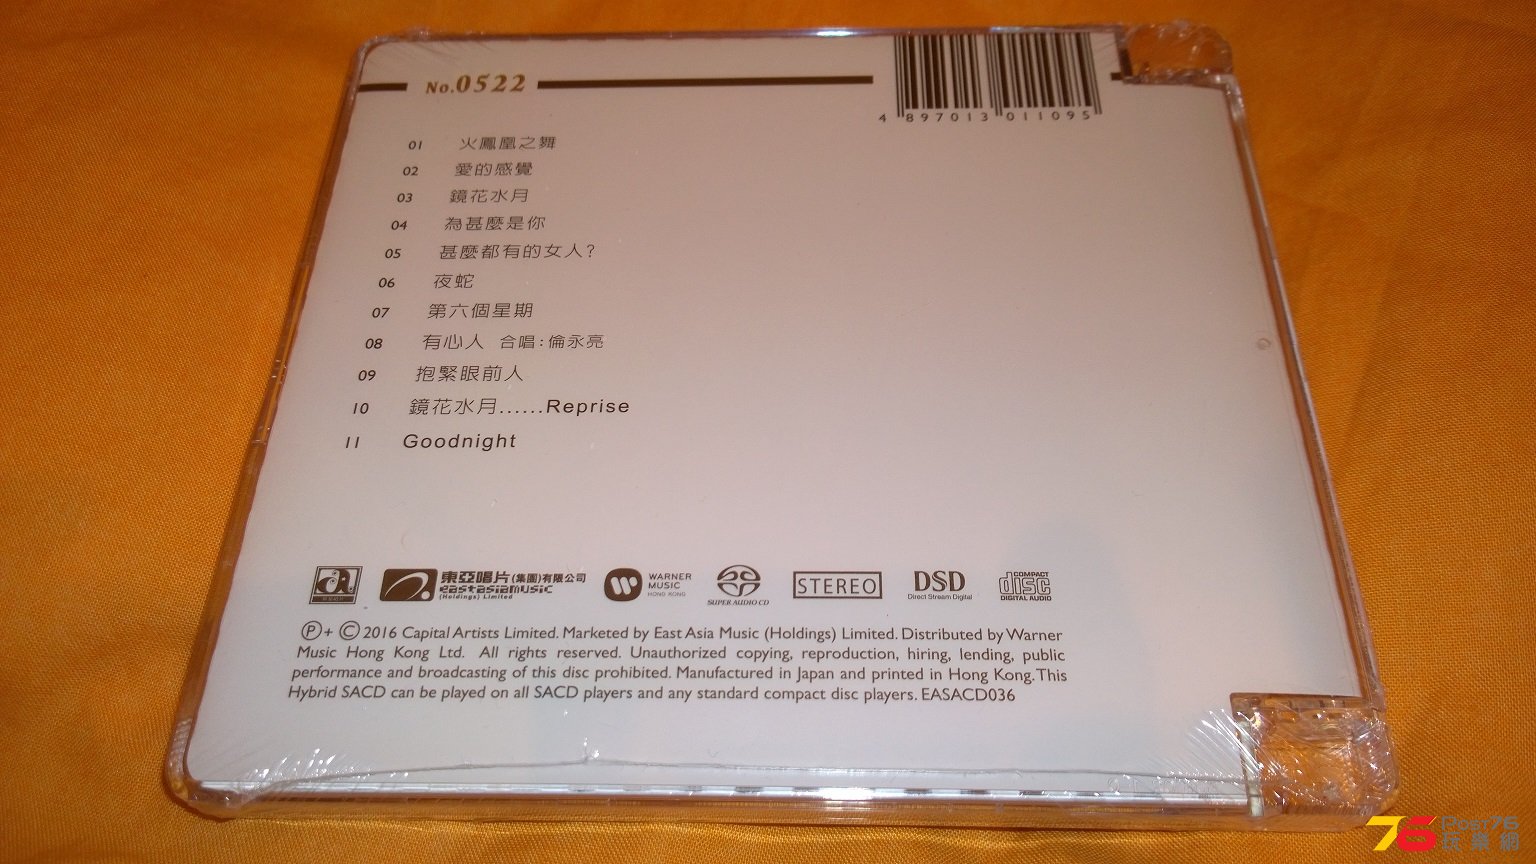 No.0522
4 897013 011095
01 火鳳凰之舞
02 愛的感覺
03 鏡花水月
04 為甚麼是你
05 甚麼都有的女人?
06 夜蛇
07 第六個星期
08 有心人 合唱:倫永亮
09 抱緊眼前人
10 鏡花水月......Reprise
11 Goodnight
東亞唱片(集團)有限公司
eastasiamusic
(Holdings) Limited
WARNER
MUSIC
HONG KONG
SUPER AUDIO CD
STEREO
DSD
Direct Stream Digital
COMPACT
disc
DIGITAL AUDIO
Ⓟ+ ©2016 Capital Artists Limited. Marketed by East Asia Music (Holdings) Limited. Distributed by Warner
Music Hong Kong Ltd. All rights reserved. Unauthorized copying, reproduction, hiring, lending, public
performance and broadcasting of this disc prohibited. Manufactured in Japan and printed in Hong Kong. This
Hybrid SACD can be played on all SACD players and any standard compact disc players. EASACD036
76 Post76
玩樂網